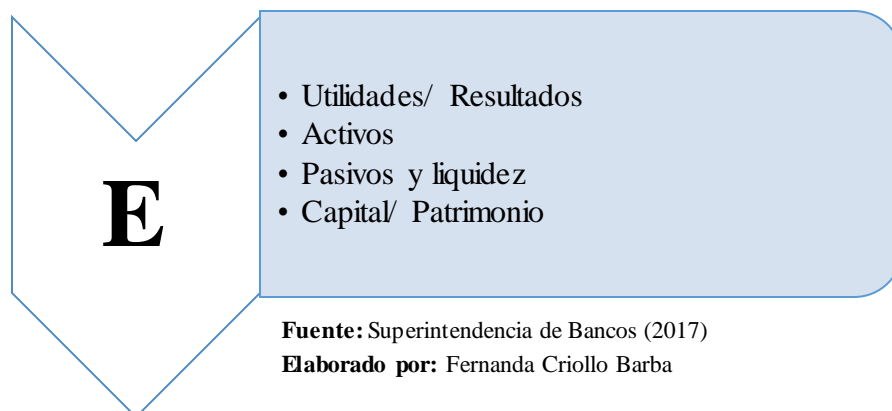 E
• Utilidades/ Resultados
• Activos
• Pasivos y liquidez
• Capital/ Patrimonio
Fuente: Superintendencia de Bancos (2017)
Elaborado por: Fernanda Criollo Barba